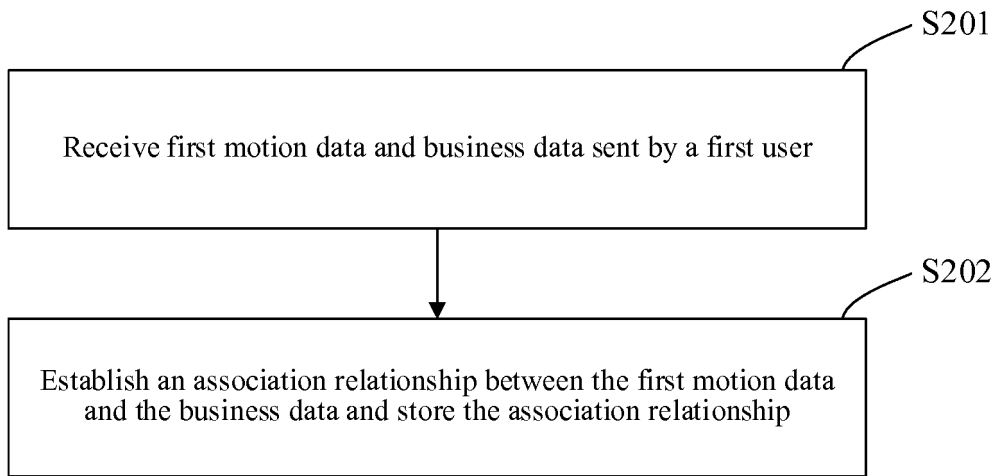 S201
Receive first motion data and business data sent by a first user
S202
Establish an association relationship between the first motion data
and the business data and store the association relationship